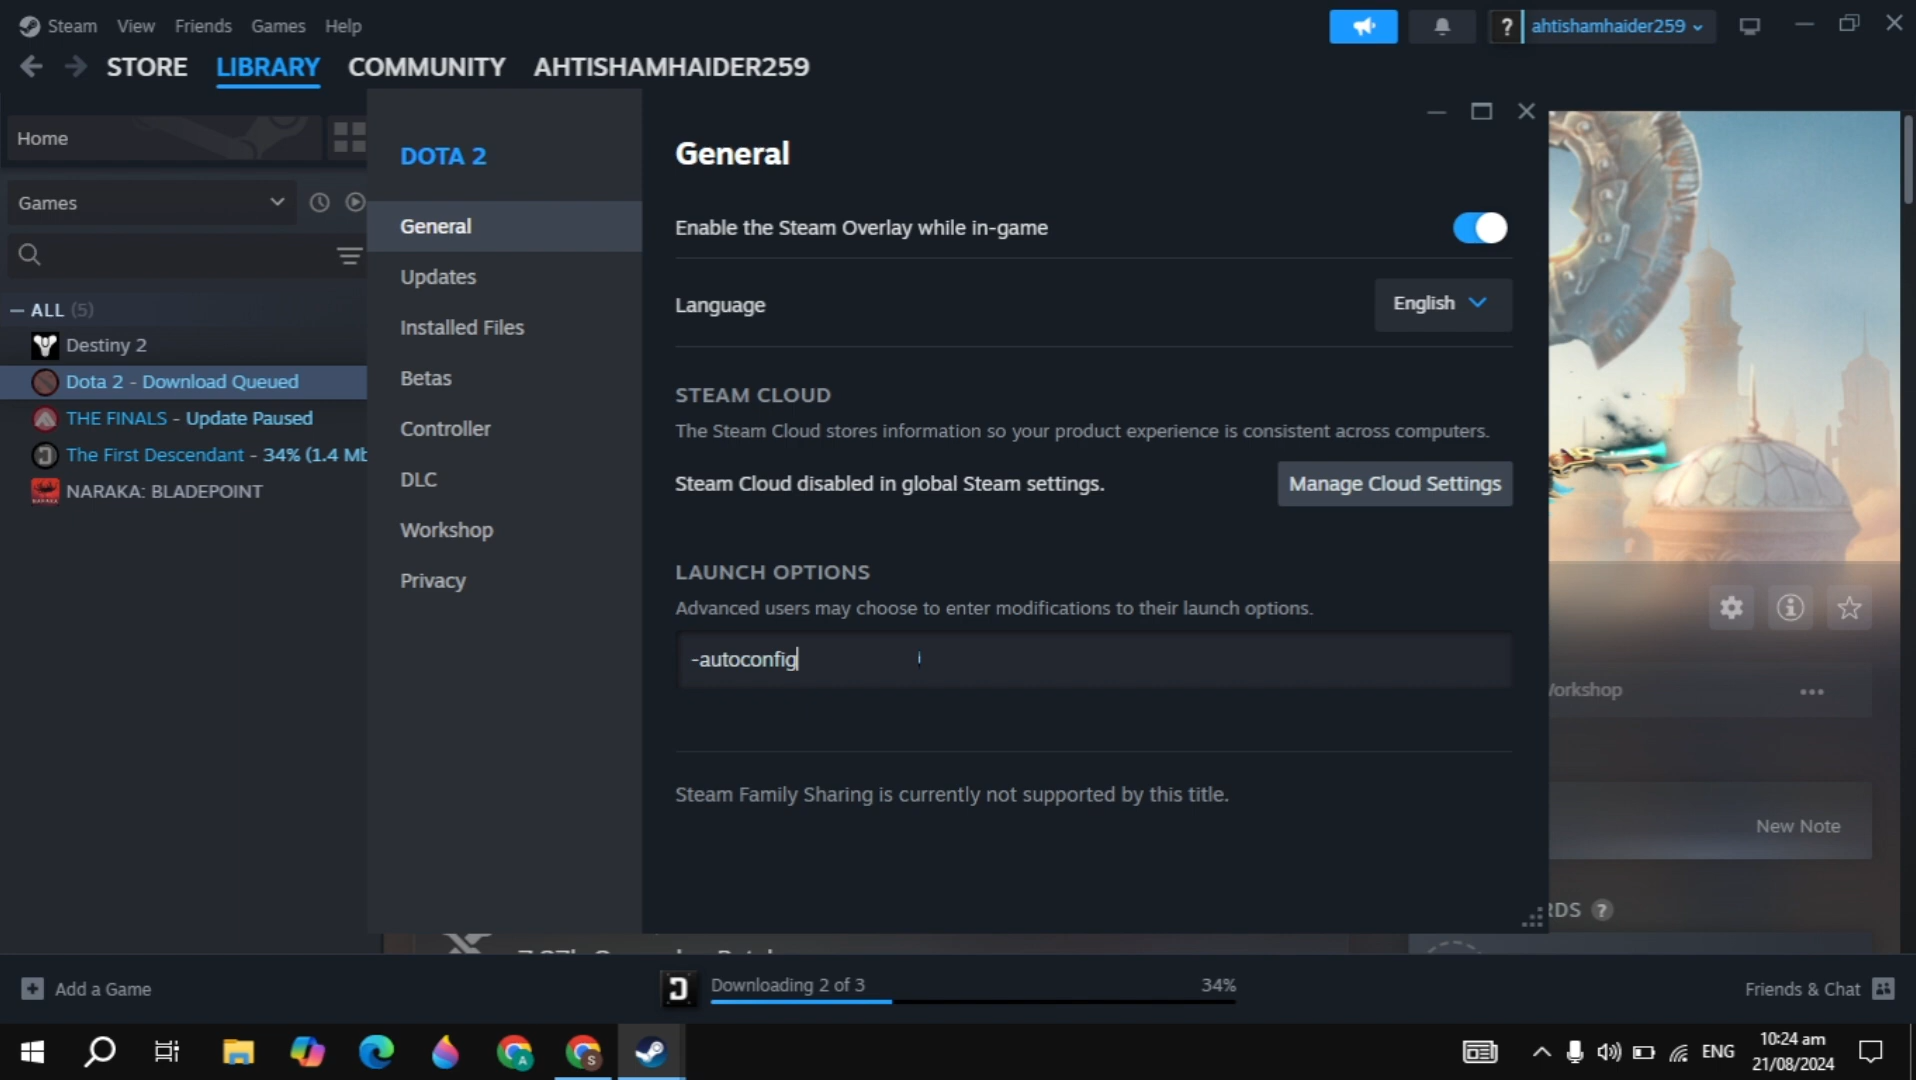 Steam View Friends Games Help
? ahtishamhaider259
STORE LIBRARY COMMUNITY AHTISHAMHAIDER259
Home
Games
— ALL (5)
Destiny 2
Dota 2 - Download Queued
THE FINALS - Update Paused
The First Descendant - 34% (1.4 Mb
NARAKA: BLADEPOINT
DOTA 2
General
Updates
Installed Files
Betas
Controller
DLC
Workshop
Privacy
General
Enable the Steam Overlay while in-game
Language
English
STEAM CLOUD
The Steam Cloud stores information so your product experience is consistent across computers.
Steam Cloud disabled in global Steam settings.
Manage Cloud Settings
LAUNCH OPTIONS
Advanced users may choose to enter modifications to their launch options.
-autoconfig
Steam Family Sharing is currently not supported by this title.
Workshop
New Note
RDS ?
Add a Game
Downloading 2 of 3 34%
Friends & Chat
ENG
10:24 am
21/08/2024